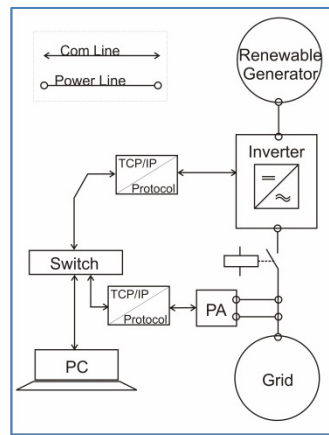 Com Line
Power Line
Renewable
Generator
Inverter
TCP/IP
Protocol
Switch
TCP/IP
Protocol
PA
PC
Grid